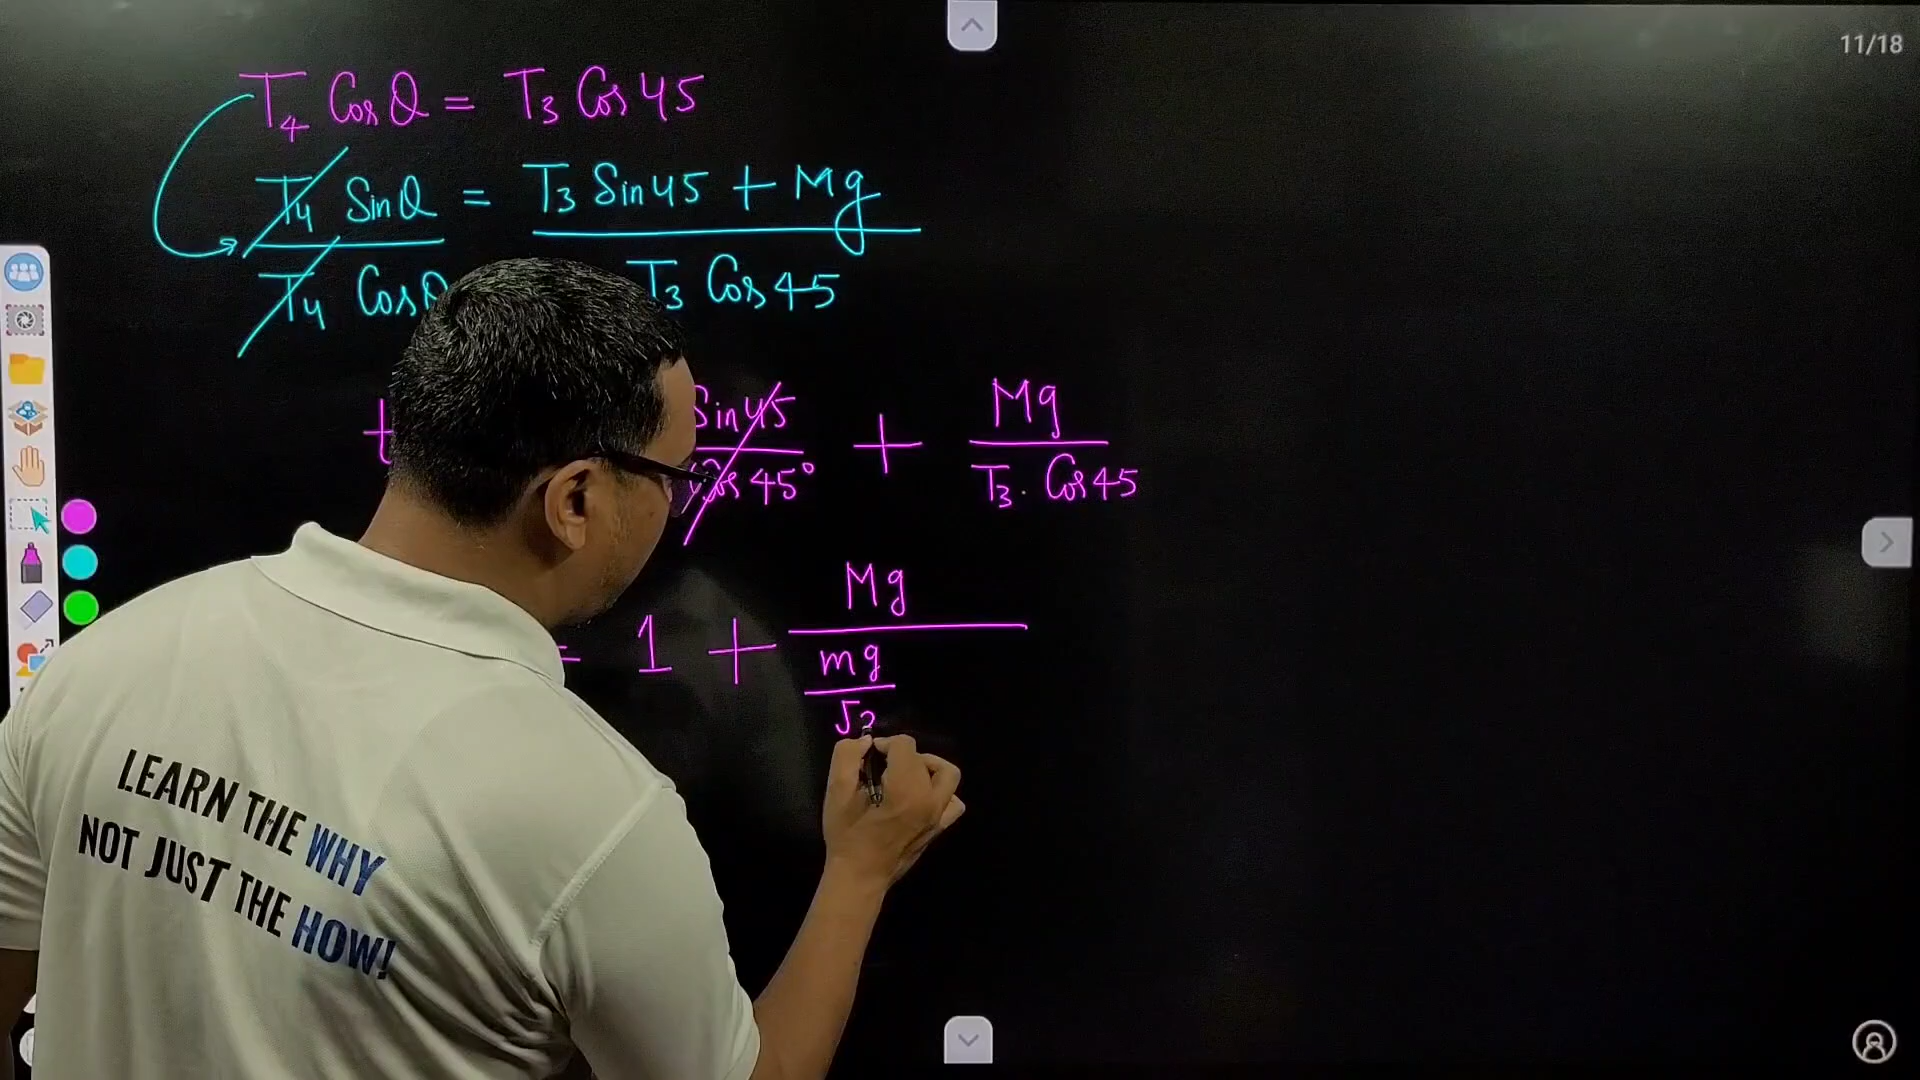 11/18
T₄ Cos θ = T₃ Cos 45
T₄ Sin θ = T₃ Sin 45 + Mg
T₄ Cos θ T₃ Cos 45
t Sin 45 + Mg
Cos 45° T₃ . Cos 45
= 1 + Mg
mg
√2
LEARN THE WHY
NOT JUST THE HOW!